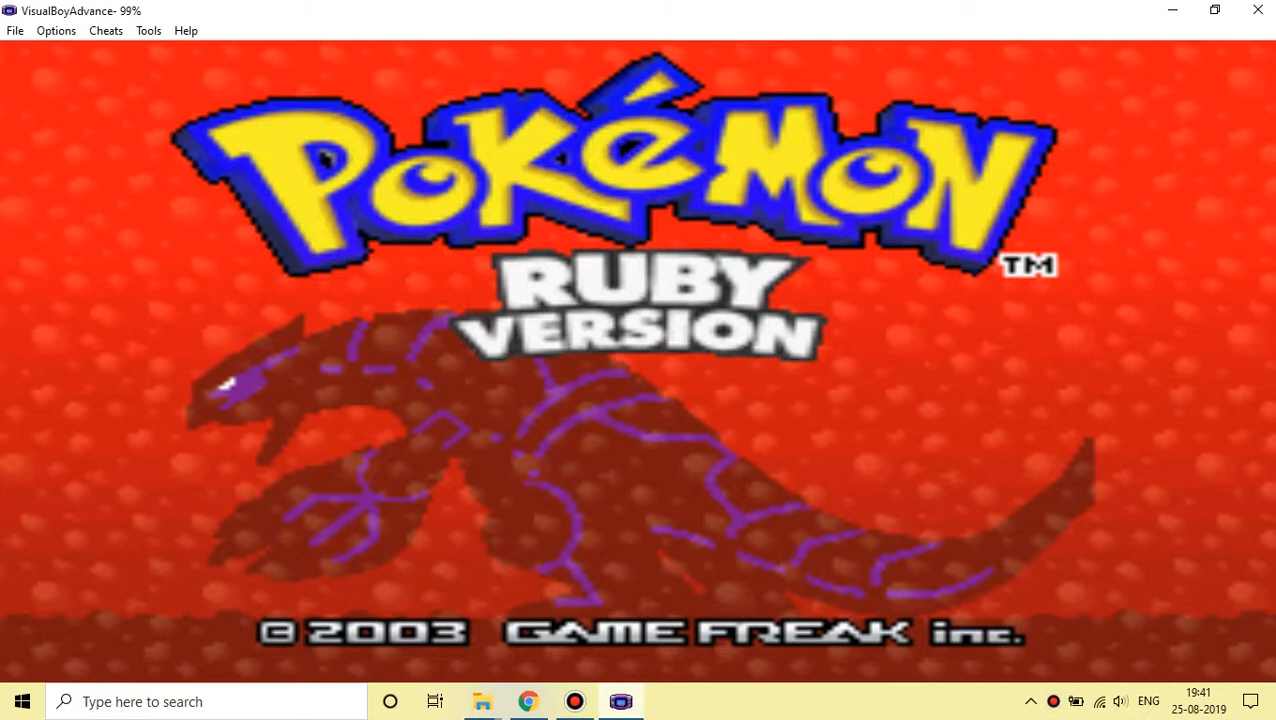 VisualBoyAdvance- 99%
File Options Cheats Tools Help
POKéMON
TM
RUBY
VERSION
© 2003 GAME FREAK inc.
Type here to search
ENG
19:41
25-08-2019